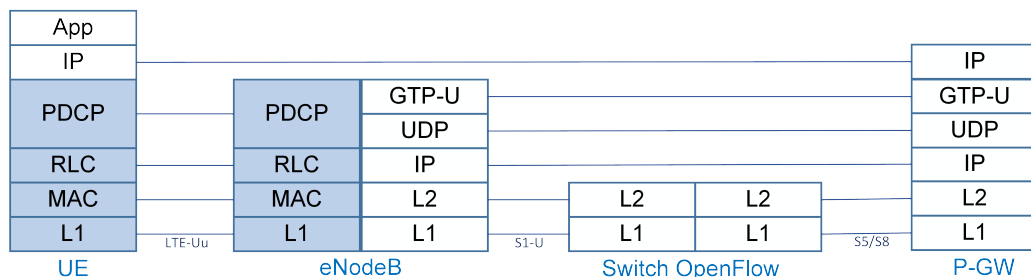 App
IP
IP
PDCP
PDCP
GTP-U
GTP-U
UDP
UDP
RLC
RLC
IP
IP
MAC
MAC
L2
L2
L2
L2
L1
LTE-Uu
L1
L1
S1-U
L1
L1
S5/S8
L1
UE
eNodeB
Switch OpenFlow
P-GW